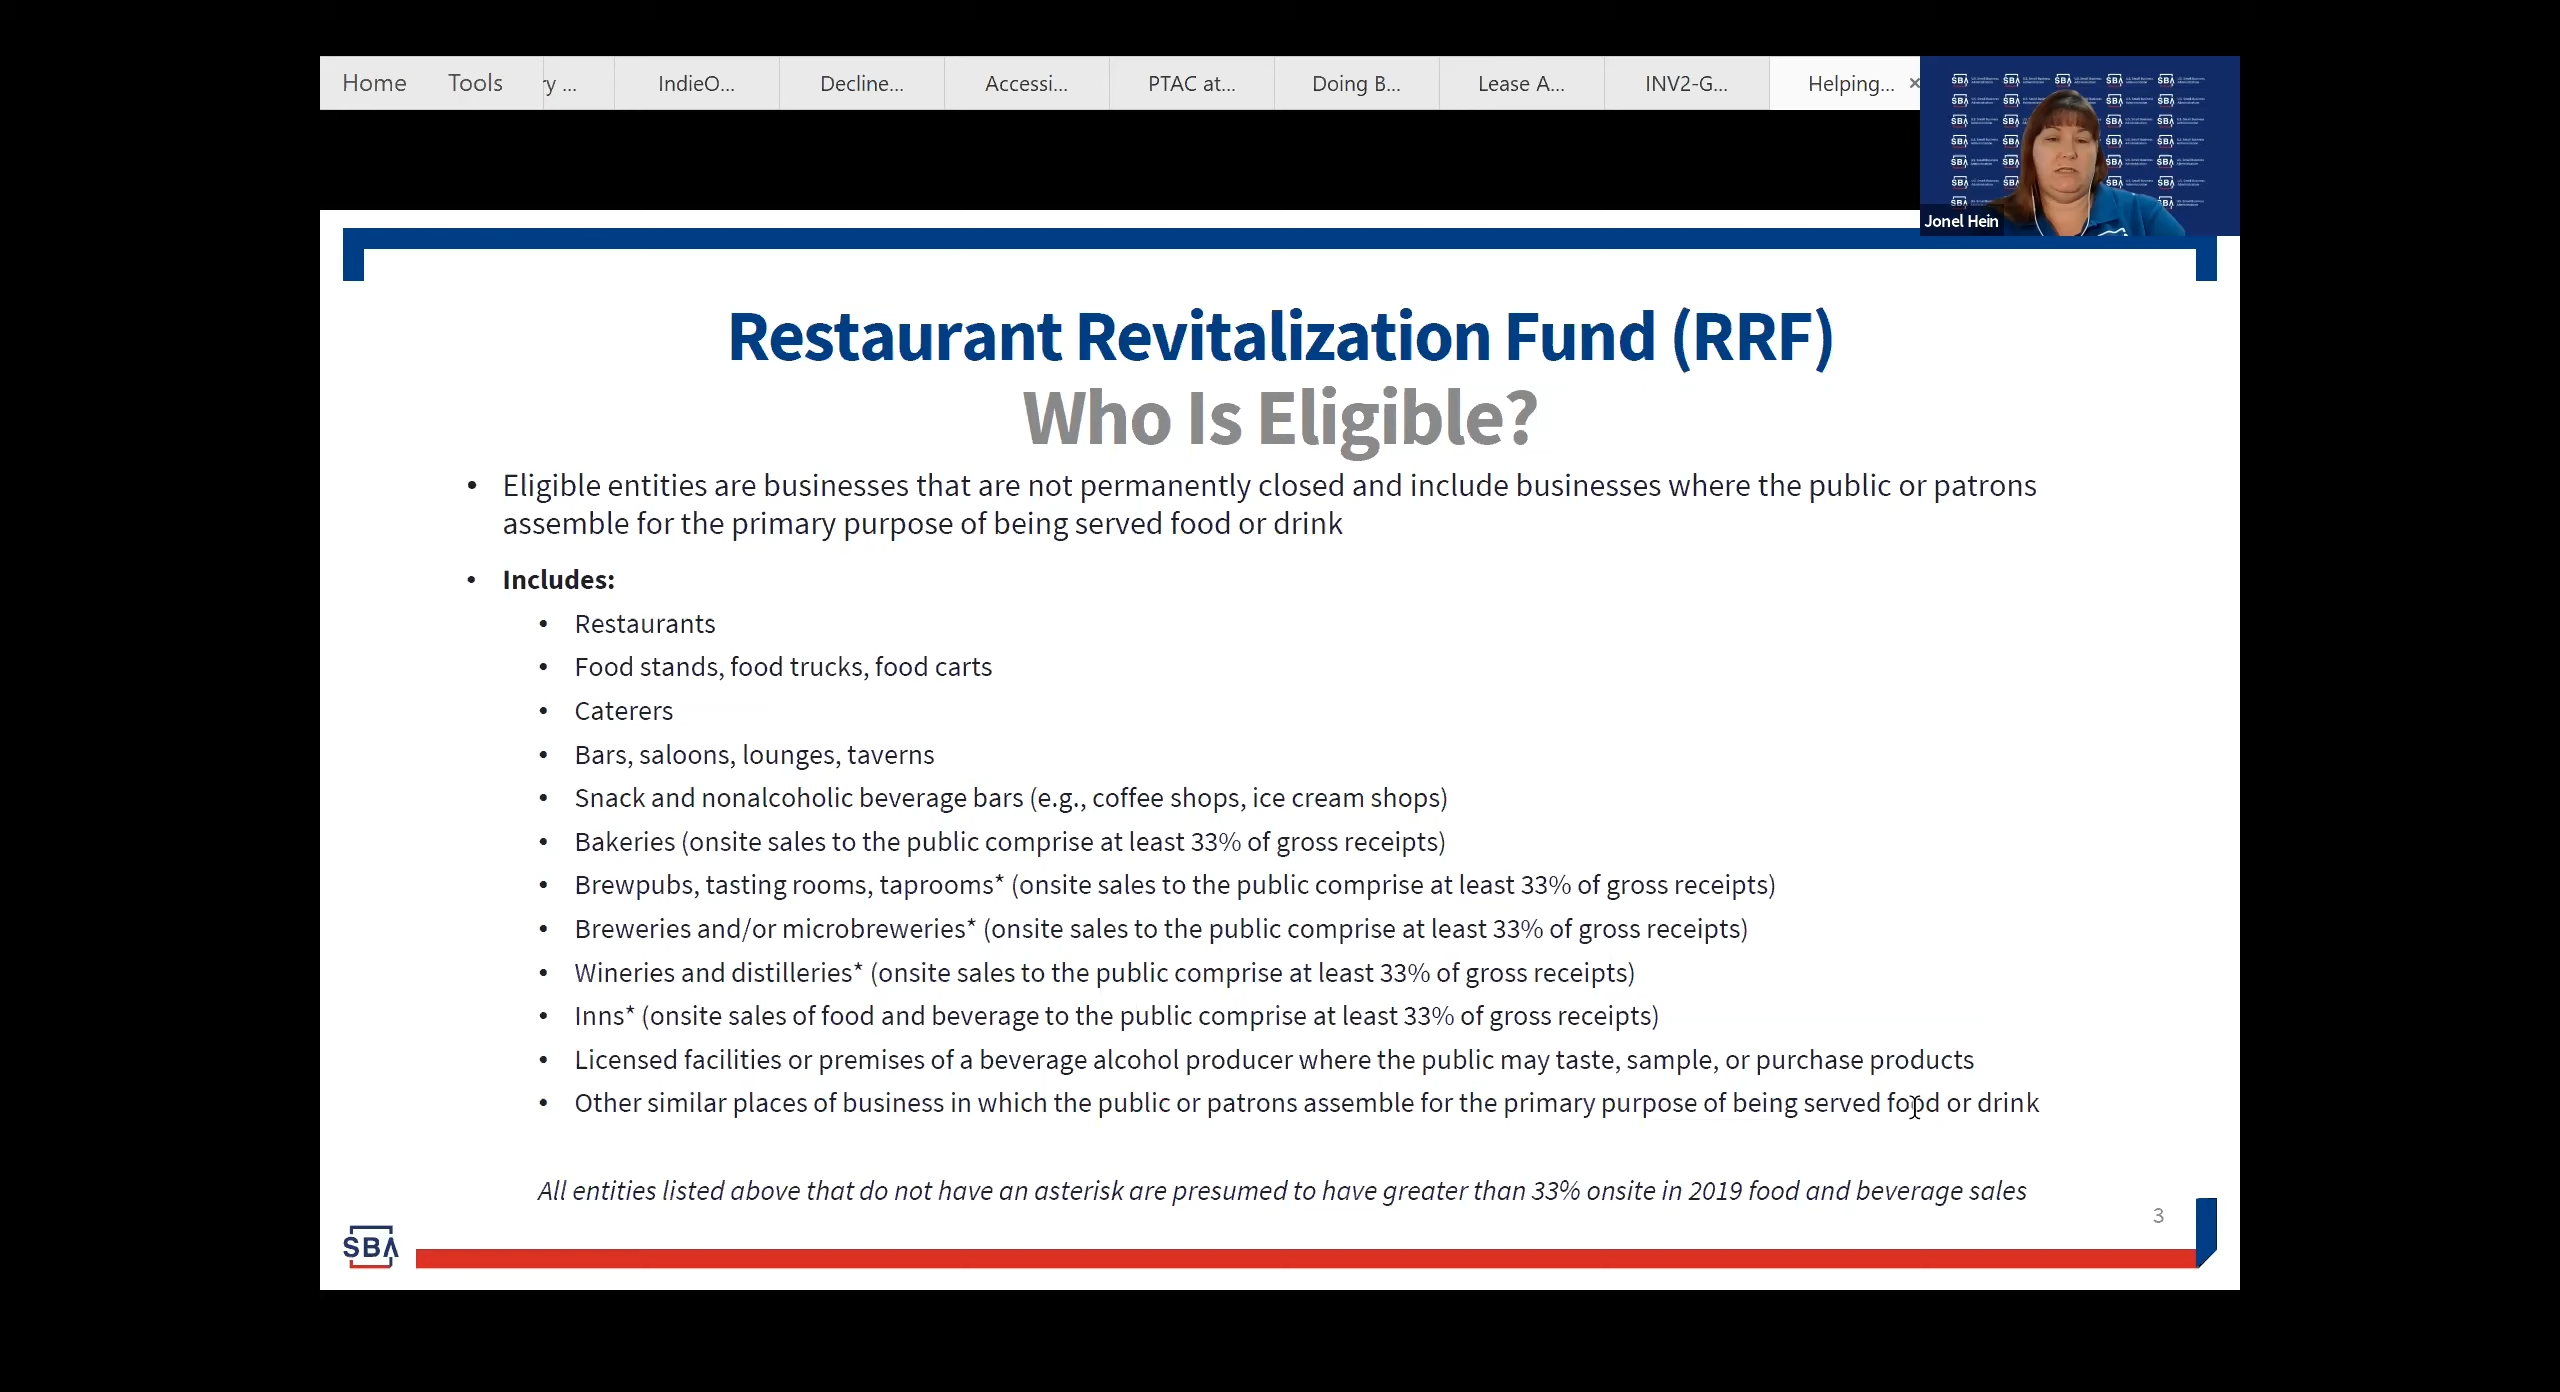 Home Tools ry ... IndieO... Decline... Accessi... PTAC at... Doing B... Lease A... INV2-G... Helping... ×
SBA
Jonel Hein
Restaurant Revitalization Fund (RRF)
Who Is Eligible?
• Eligible entities are businesses that are not permanently closed and include businesses where the public or patrons
assemble for the primary purpose of being served food or drink
• Includes:
• Restaurants
• Food stands, food trucks, food carts
• Caterers
• Bars, saloons, lounges, taverns
• Snack and nonalcoholic beverage bars (e.g., coffee shops, ice cream shops)
• Bakeries (onsite sales to the public comprise at least 33% of gross receipts)
• Brewpubs, tasting rooms, taprooms* (onsite sales to the public comprise at least 33% of gross receipts)
• Breweries and/or microbreweries* (onsite sales to the public comprise at least 33% of gross receipts)
• Wineries and distilleries* (onsite sales to the public comprise at least 33% of gross receipts)
• Inns* (onsite sales of food and beverage to the public comprise at least 33% of gross receipts)
• Licensed facilities or premises of a beverage alcohol producer where the public may taste, sample, or purchase products
• Other similar places of business in which the public or patrons assemble for the primary purpose of being served food or drink
All entities listed above that do not have an asterisk are presumed to have greater than 33% onsite in 2019 food and beverage sales
3
SBA